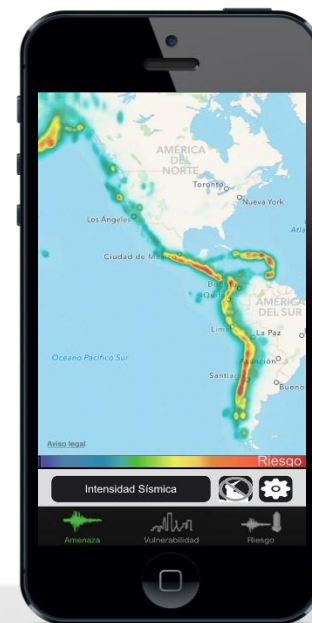 AMÉRICA
DEL
NORTE
Toronto
Nueva York
Los Angeles
Ciudad de
AMÉRICA
DEL SUR
Lima
La Paz
Oceano Pacífico Sur
Santiago
Aviso legal
Riesgo
Intensidad Sísmica
Amenaza
Vulnerabilidad
Riesgo